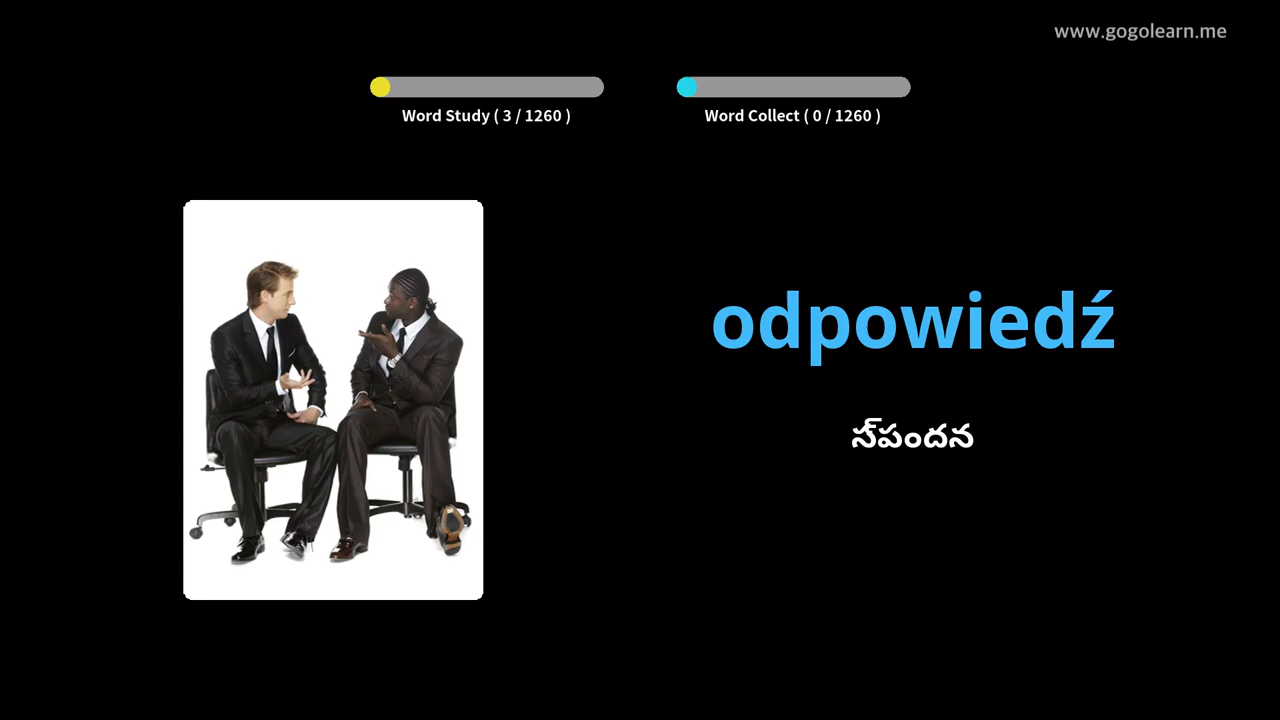 www.gogolearn.me
Word Study ( 3 / 1260 )
Word Collect ( 0 / 1260 )
odpowiedź
స్పందన